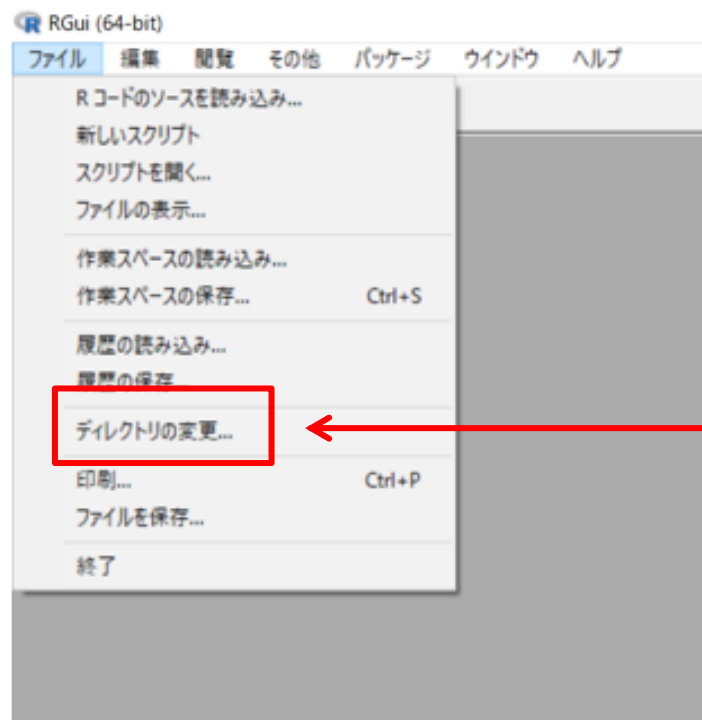 RGui (64-bit)
ファイル 編集 閲覧 その他 パッケージ ウインドウ ヘルプ
R コードのソースを読み込み...
新しいスクリプト
スクリプトを開く...
ファイルの表示...
作業スペースの読み込み...
作業スペースの保存... Ctrl+S
履歴の読み込み...
履歴の保存...
ディレクトリの変更...
印刷... Ctrl+P
ファイルを保存...
終了